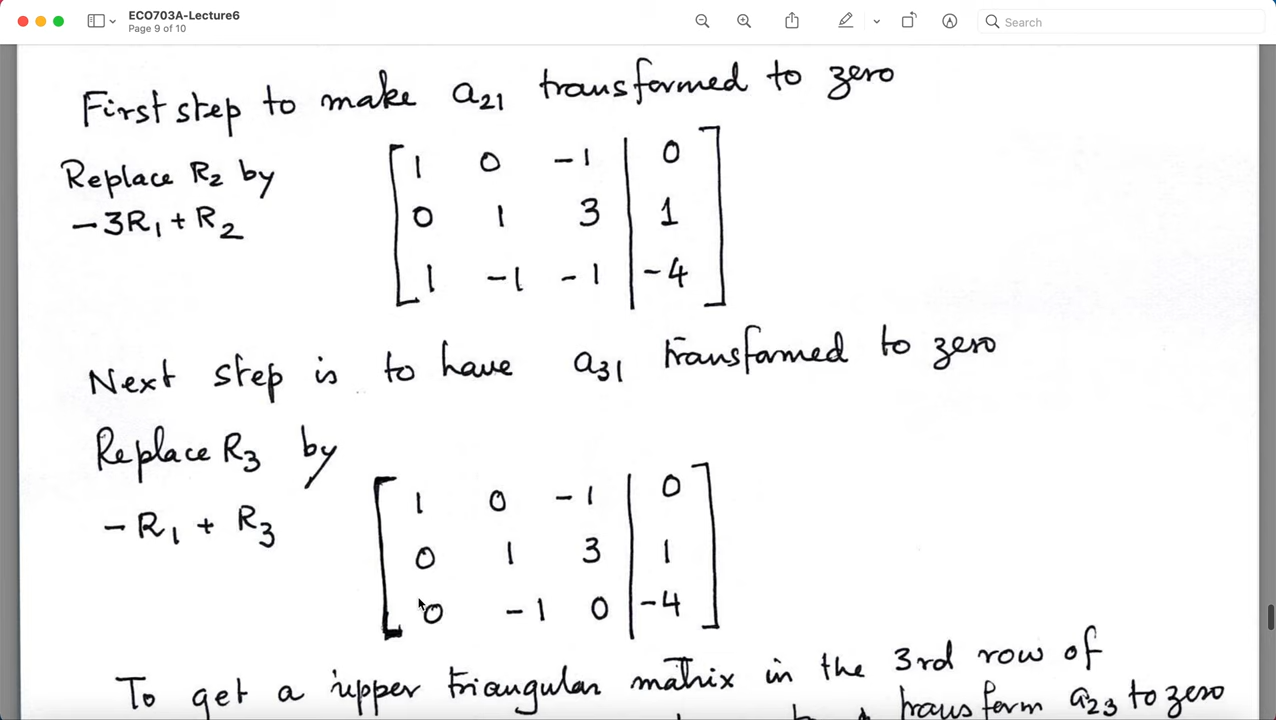 ECO703A-Lecture6
Page 9 of 10
Search
First step to make a21 transformed to zero
Replace R2 by
-3R1 + R2
1 0 -1 | 0
0 1 3 | 1
1 -1 -1 | -4
Next step is to have a31 transformed to zero
Replace R3 by
- R1 + R3
1 0 -1 | 0
0 1 3 | 1
0 -1 0 | -4
To get a upper triangular matrix in the 3rd row of
transform a23 to zero